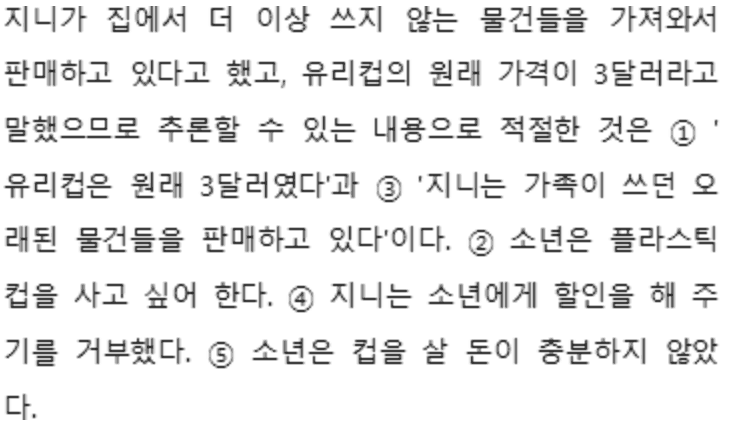 지니가 집에서 더 이상 쓰지 않는 물건들을 가져와서
판매하고 있다고 했고, 유리컵의 원래 가격이 3달러라고
말했으므로 추론할 수 있는 내용으로 적절한 것은 ① '
유리컵은 원래 3달러였다'과 ③ '지니는 가족이 쓰던 오
래된 물건들을 판매하고 있다'이다. ② 소년은 플라스틱
컵을 사고 싶어 한다. ④ 지니는 소년에게 할인을 해 주
기를 거부했다. ⑤ 소년은 컵을 살 돈이 충분하지 않았
다.